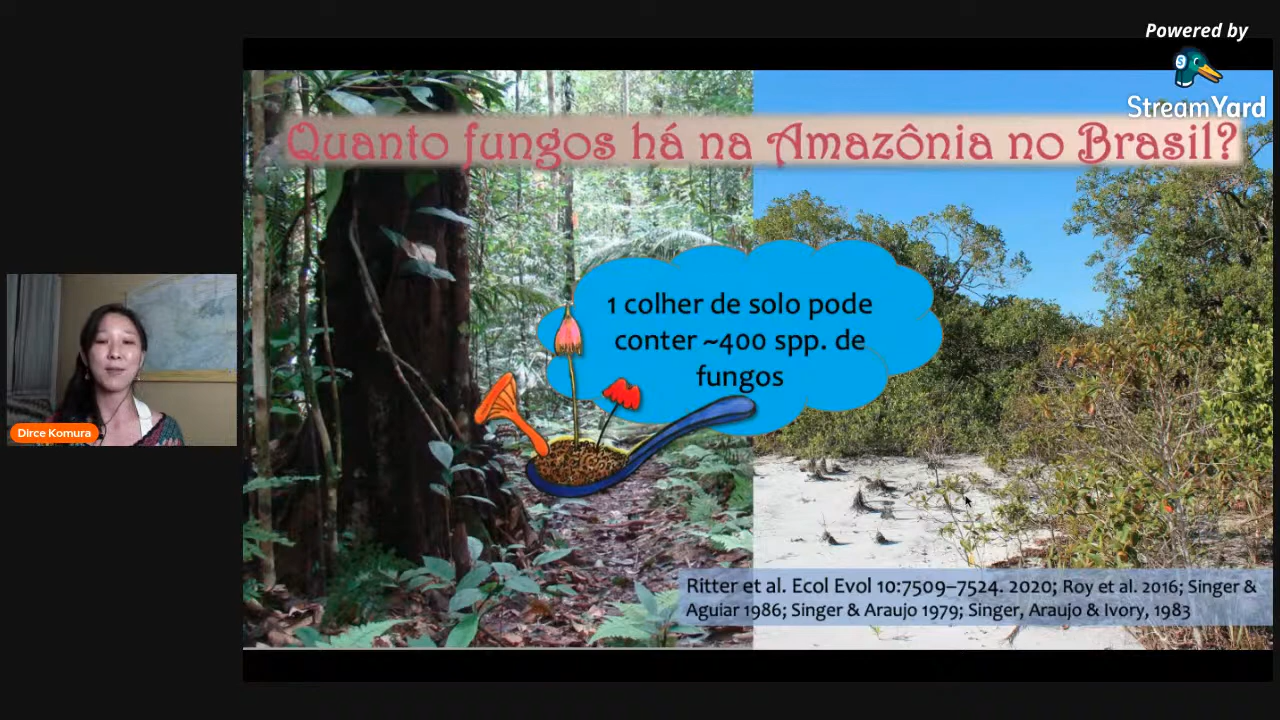 Powered by
StreamYard
Quanto fungos há na Amazônia no Brasil?
1 colher de solo pode
conter ~400 spp. de
fungos
Dirce Komura
Ritter et al. Ecol Evol 10:7509–7524. 2020; Roy et al. 2016; Singer &
Aguiar 1986; Singer & Araujo 1979; Singer, Araujo & Ivory, 1983